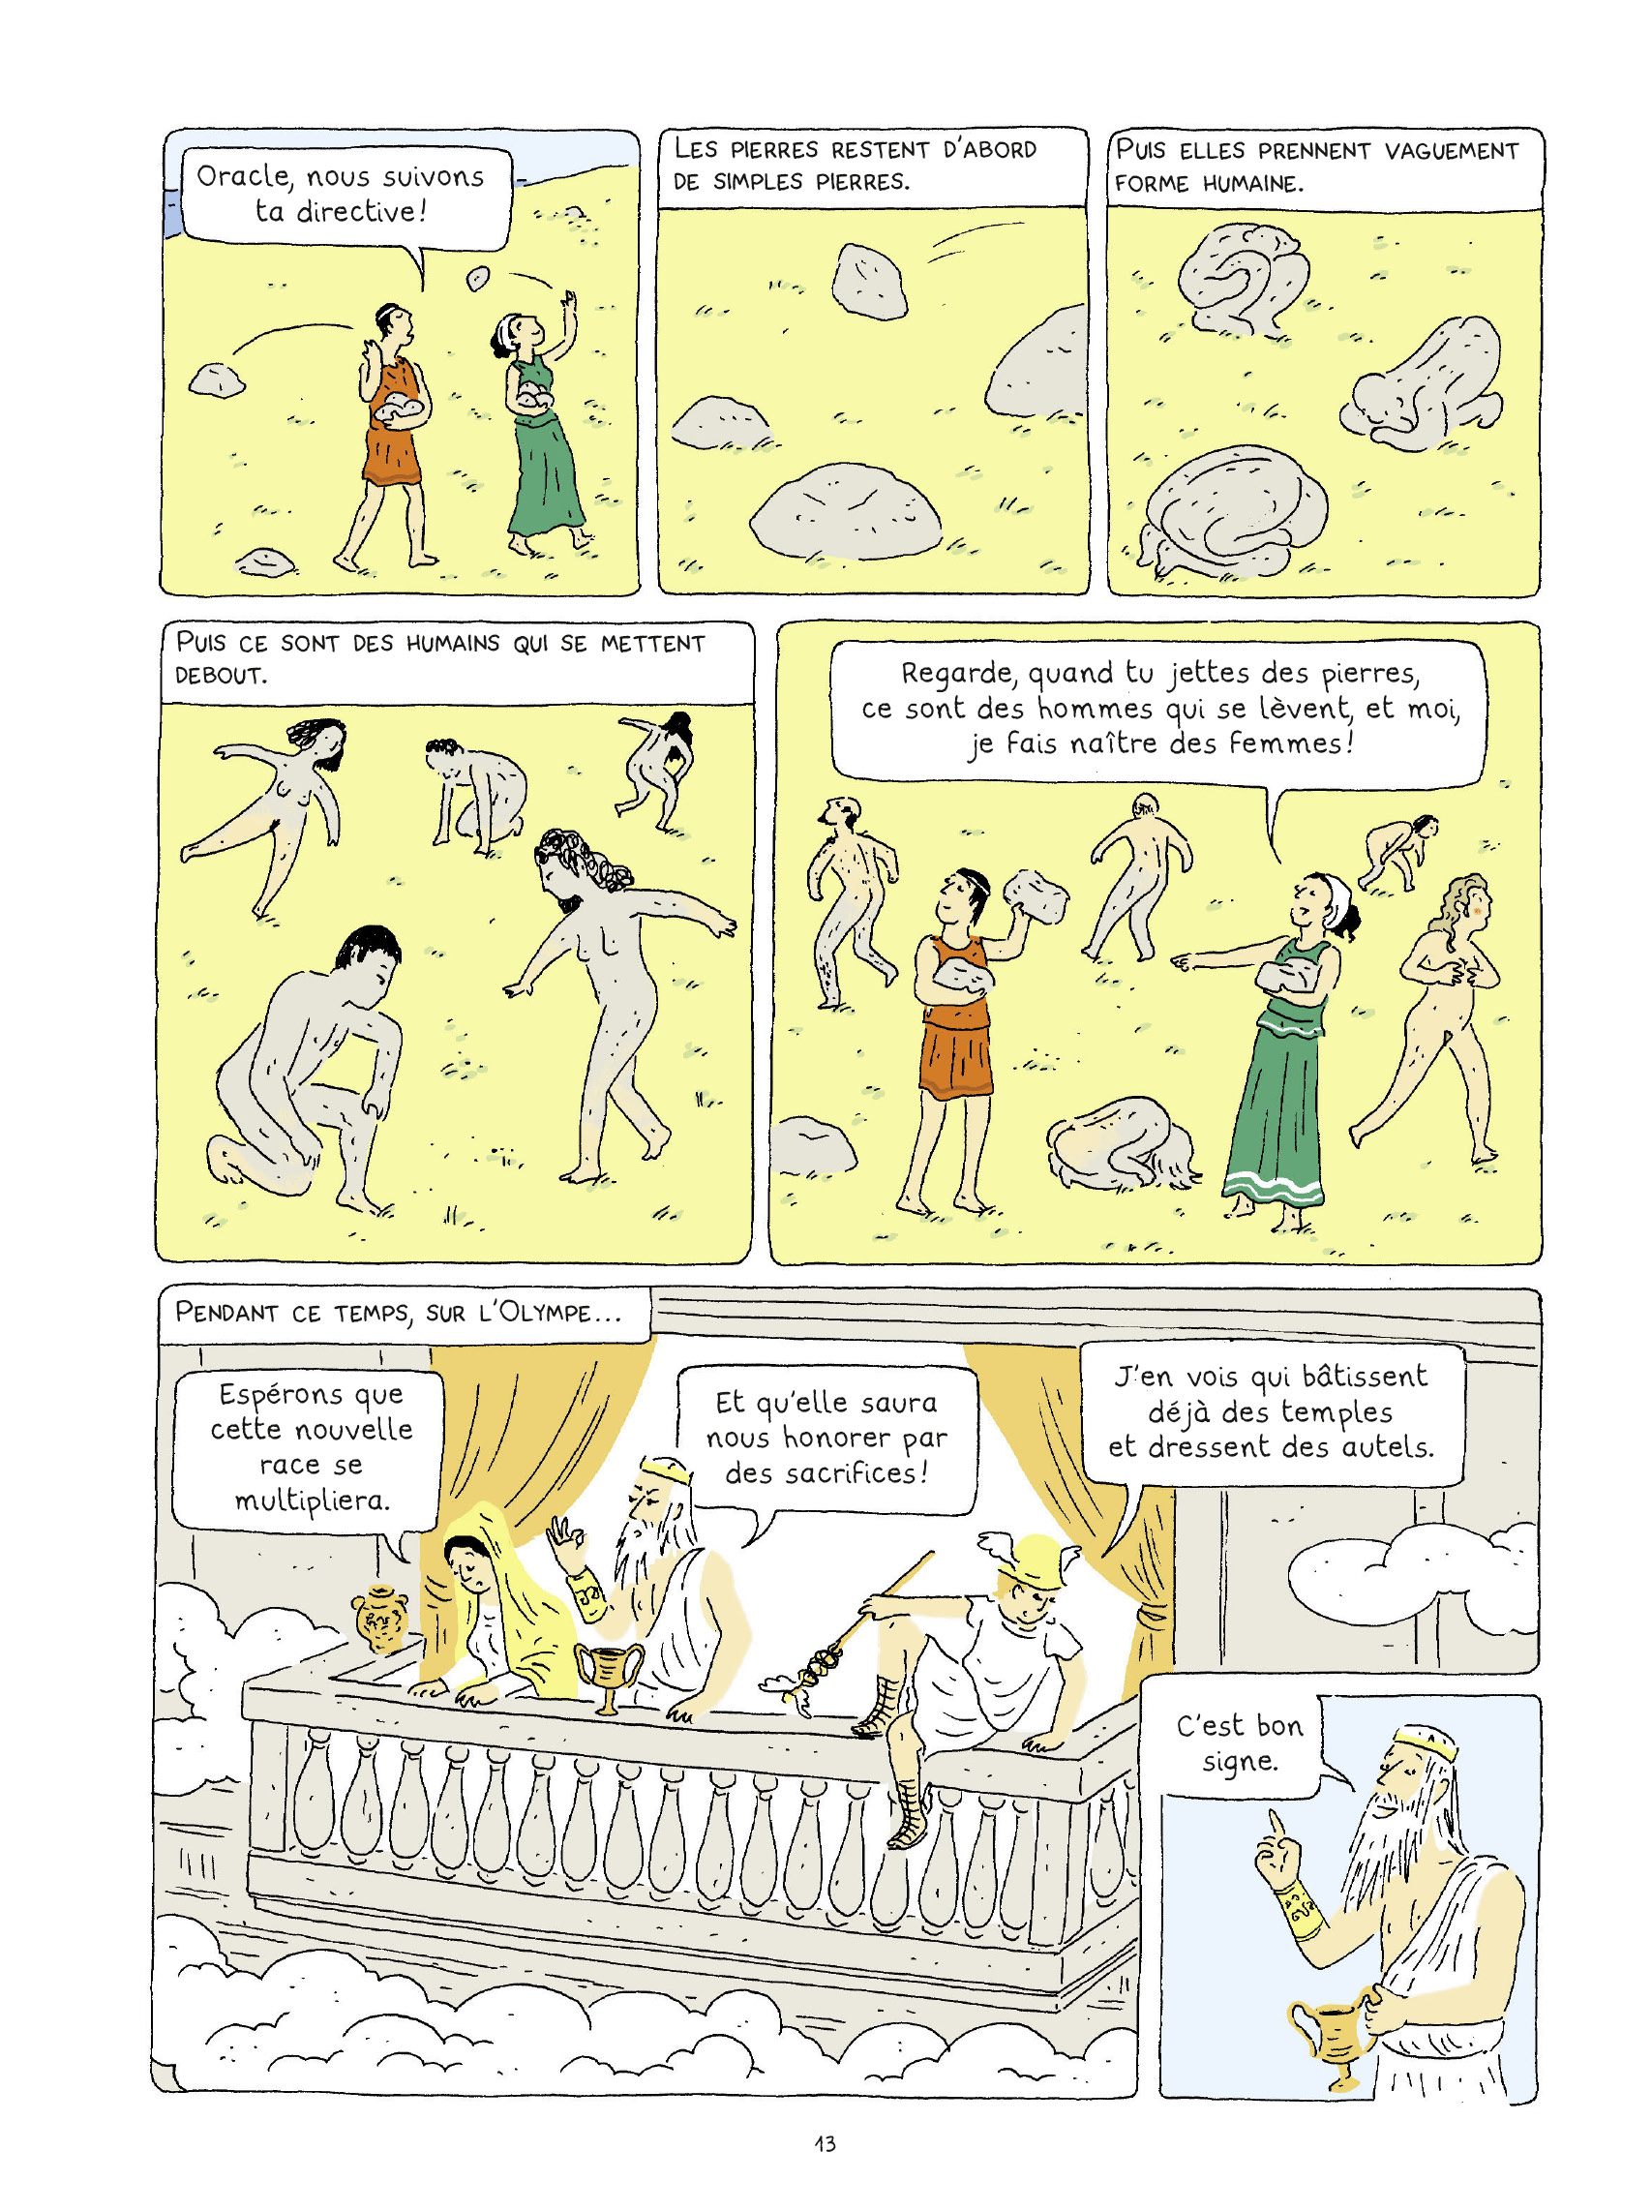 Oracle, nous suivons
ta directive!
LES PIERRES RESTENT D'ABORD
DE SIMPLES PIERRES.
PUIS ELLES PRENNENT VAGUEMENT
FORME HUMAINE.
PUIS CE SONT DES HUMAINS QUI SE METTENT
DEBOUT.
Regarde, quand tu jettes des pierres,
ce sont des hommes qui se lèvent, et moi,
je fais naître des femmes!
PENDANT CE TEMPS, SUR L'OLYMPE...
Espérons que
cette nouvelle
race se
multipliera.
Et qu'elle saura
nous honorer par
des sacrifices!
J'en vois qui bâtissent
déjà des temples
et dressent des autels.
C'est bon
signe.
13